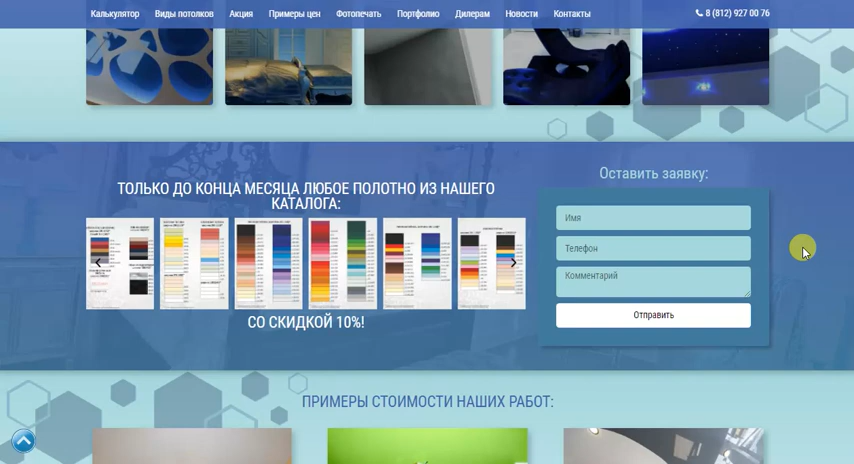 Калькулятор Виды потолков Акция Примеры цен Фотопечать Портфолио Дилерам Новости Контакты 8 (812) 927 00 76
ТОЛЬКО ДО КОНЦА МЕСЯЦА ЛЮБОЕ ПОЛОТНО ИЗ НАШЕГО
КАТАЛОГА:
СО СКИДКОЙ 10%!
Оставить заявку:
Имя
Телефон
Комментарий
Отправить
ПРИМЕРЫ СТОИМОСТИ НАШИХ РАБОТ: